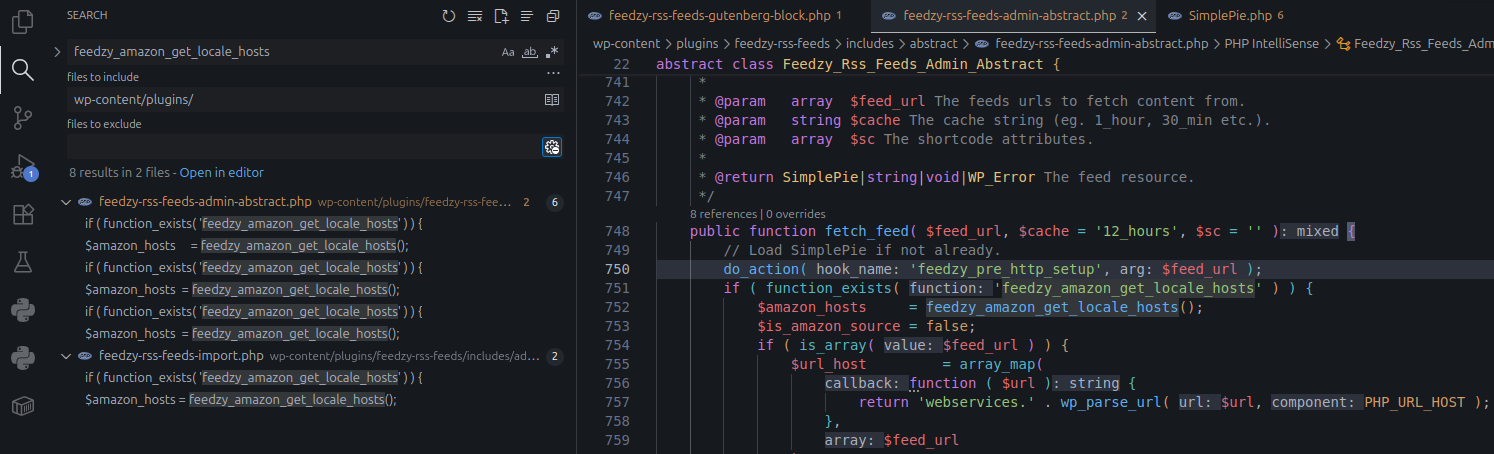 SEARCH
feedzy_amazon_get_locale_hosts
Aa ab .*
files to include
wp-content/plugins/
files to exclude
8 results in 2 files - Open in editor
feedzy-rss-feeds-admin-abstract.php wp-content/plugins/feedzy-rss-fee... 2 6
if ( function_exists( 'feedzy_amazon_get_locale_hosts' ) ) {
$amazon_hosts = feedzy_amazon_get_locale_hosts();
if ( function_exists( 'feedzy_amazon_get_locale_hosts' ) ) {
$amazon_hosts = feedzy_amazon_get_locale_hosts();
if ( function_exists( 'feedzy_amazon_get_locale_hosts' ) ) {
$amazon_hosts = feedzy_amazon_get_locale_hosts();
feedzy-rss-feeds-import.php wp-content/plugins/feedzy-rss-feeds/includes/ad... 2
if ( function_exists( 'feedzy_amazon_get_locale_hosts' ) ) {
$amazon_hosts = feedzy_amazon_get_locale_hosts();
1
feedzy-rss-feeds-gutenberg-block.php 1 feedzy-rss-feeds-admin-abstract.php 2 SimplePie.php 6
wp-content > plugins > feedzy-rss-feeds > includes > abstract > feedzy-rss-feeds-admin-abstract.php > PHP IntelliSense > Feedzy_Rss_Feeds_Adm
22 abstract class Feedzy_Rss_Feeds_Admin_Abstract {
741 *
742 * @param array $feed_url The feeds urls to fetch content from.
743 * @param string $cache The cache string (eg. 1_hour, 30_min etc.).
744 * @param array $sc The shortcode attributes.
745 *
746 * @return SimplePie|string|void|WP_Error The feed resource.
747 */
8 references | 0 overrides
748 public function fetch_feed( $feed_url, $cache = '12_hours', $sc = '' ): mixed {
749 // Load SimplePie if not already.
750 do_action( hook_name: 'feedzy_pre_http_setup', arg: $feed_url );
751 if ( function_exists( function: 'feedzy_amazon_get_locale_hosts' ) ) {
752 $amazon_hosts = feedzy_amazon_get_locale_hosts();
753 $is_amazon_source = false;
754 if ( is_array( value: $feed_url ) ) {
755 $url_host = array_map(
756 callback: function ( $url ): string {
757 return 'webservices.' . wp_parse_url( url: $url, component: PHP_URL_HOST );
758 },
759 array: $feed_url